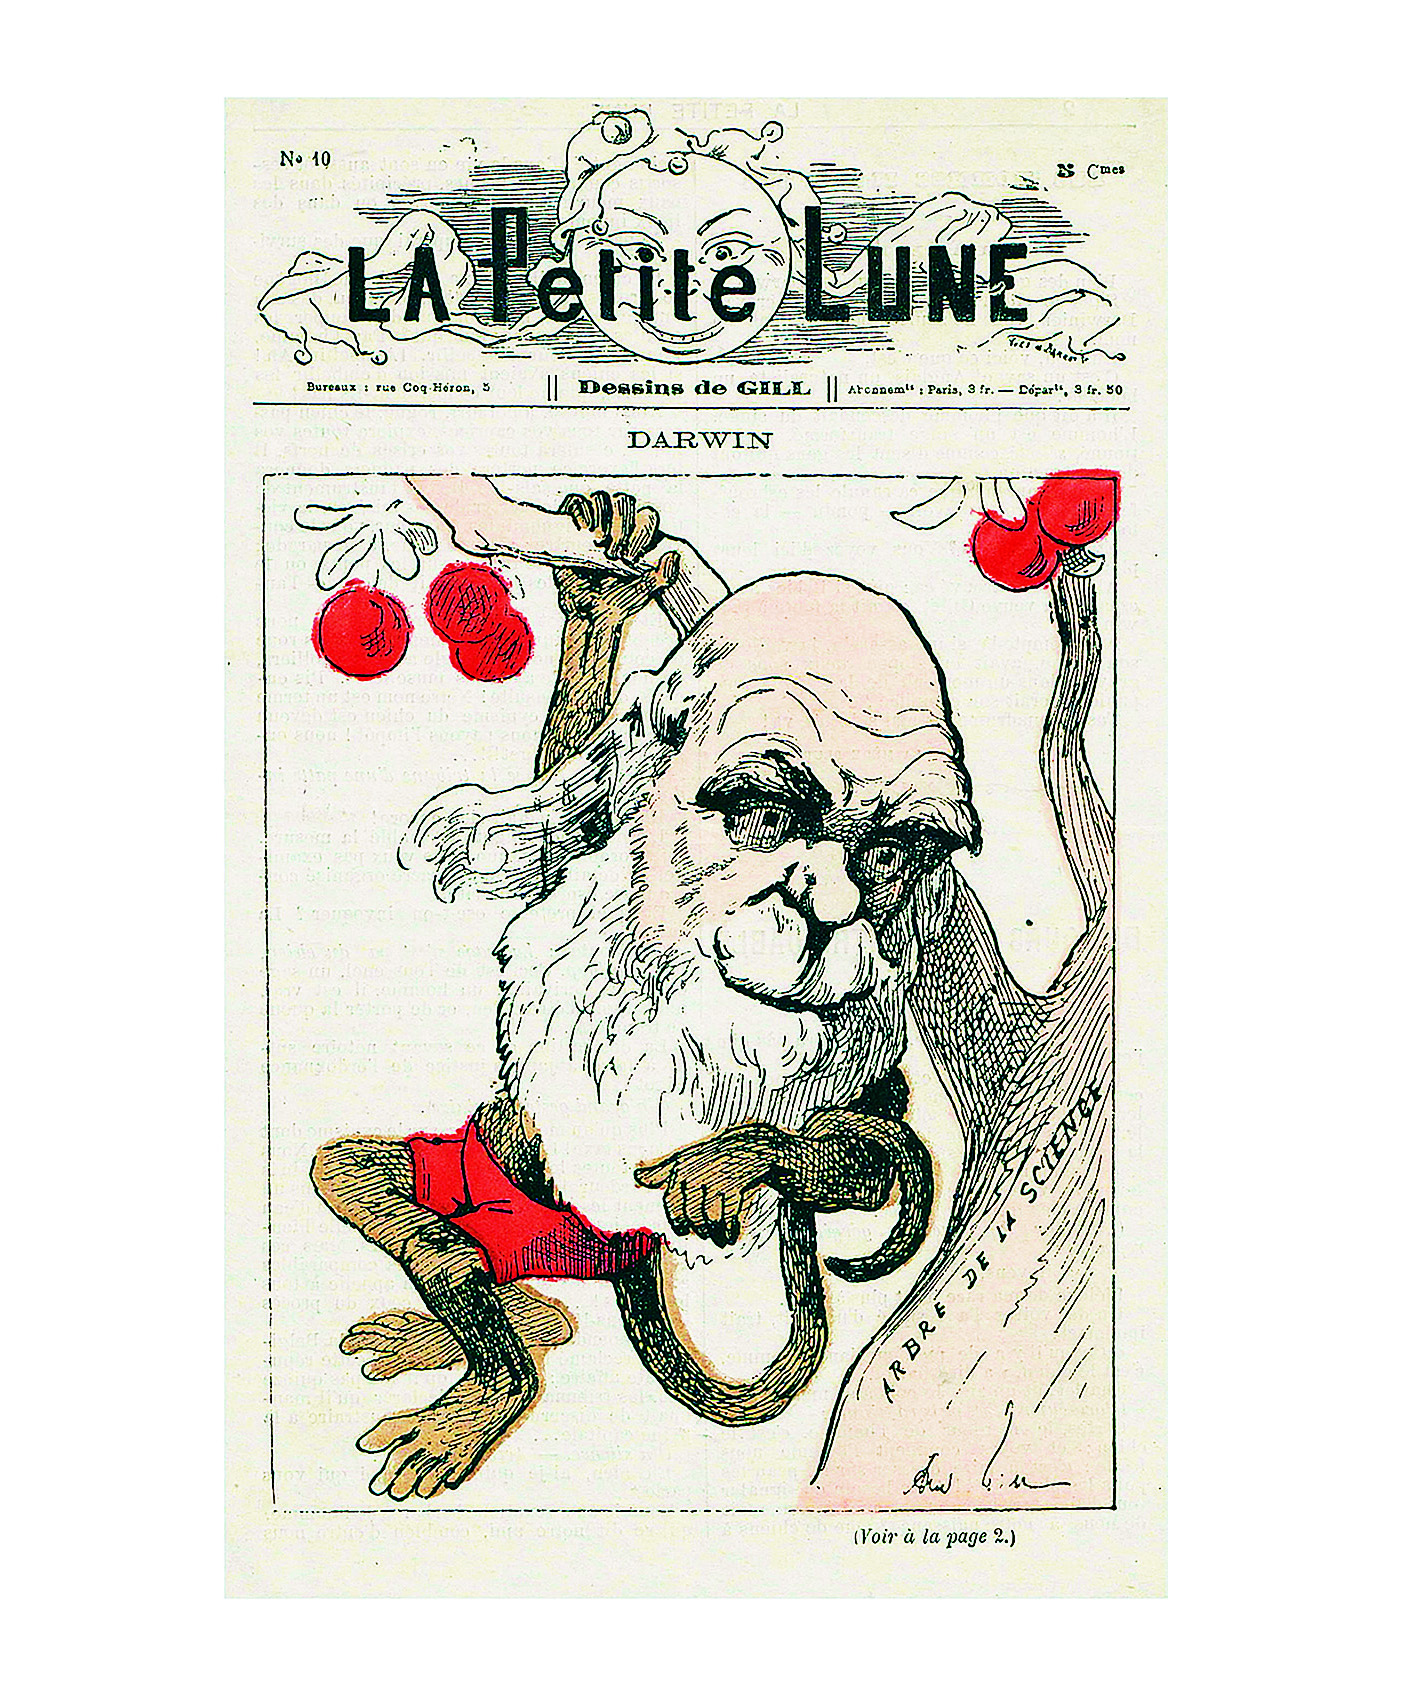 No 10
5 Cmes
LA Petite LUNE
Bureaux : rue Coq-Héron, 5
Dessins de GILL
Abonnemts : Paris, 3 fr. — Départs, 3 fr. 50
DARWIN
ARBRE DE LA SCIENCE
(Voir à la page 2.)